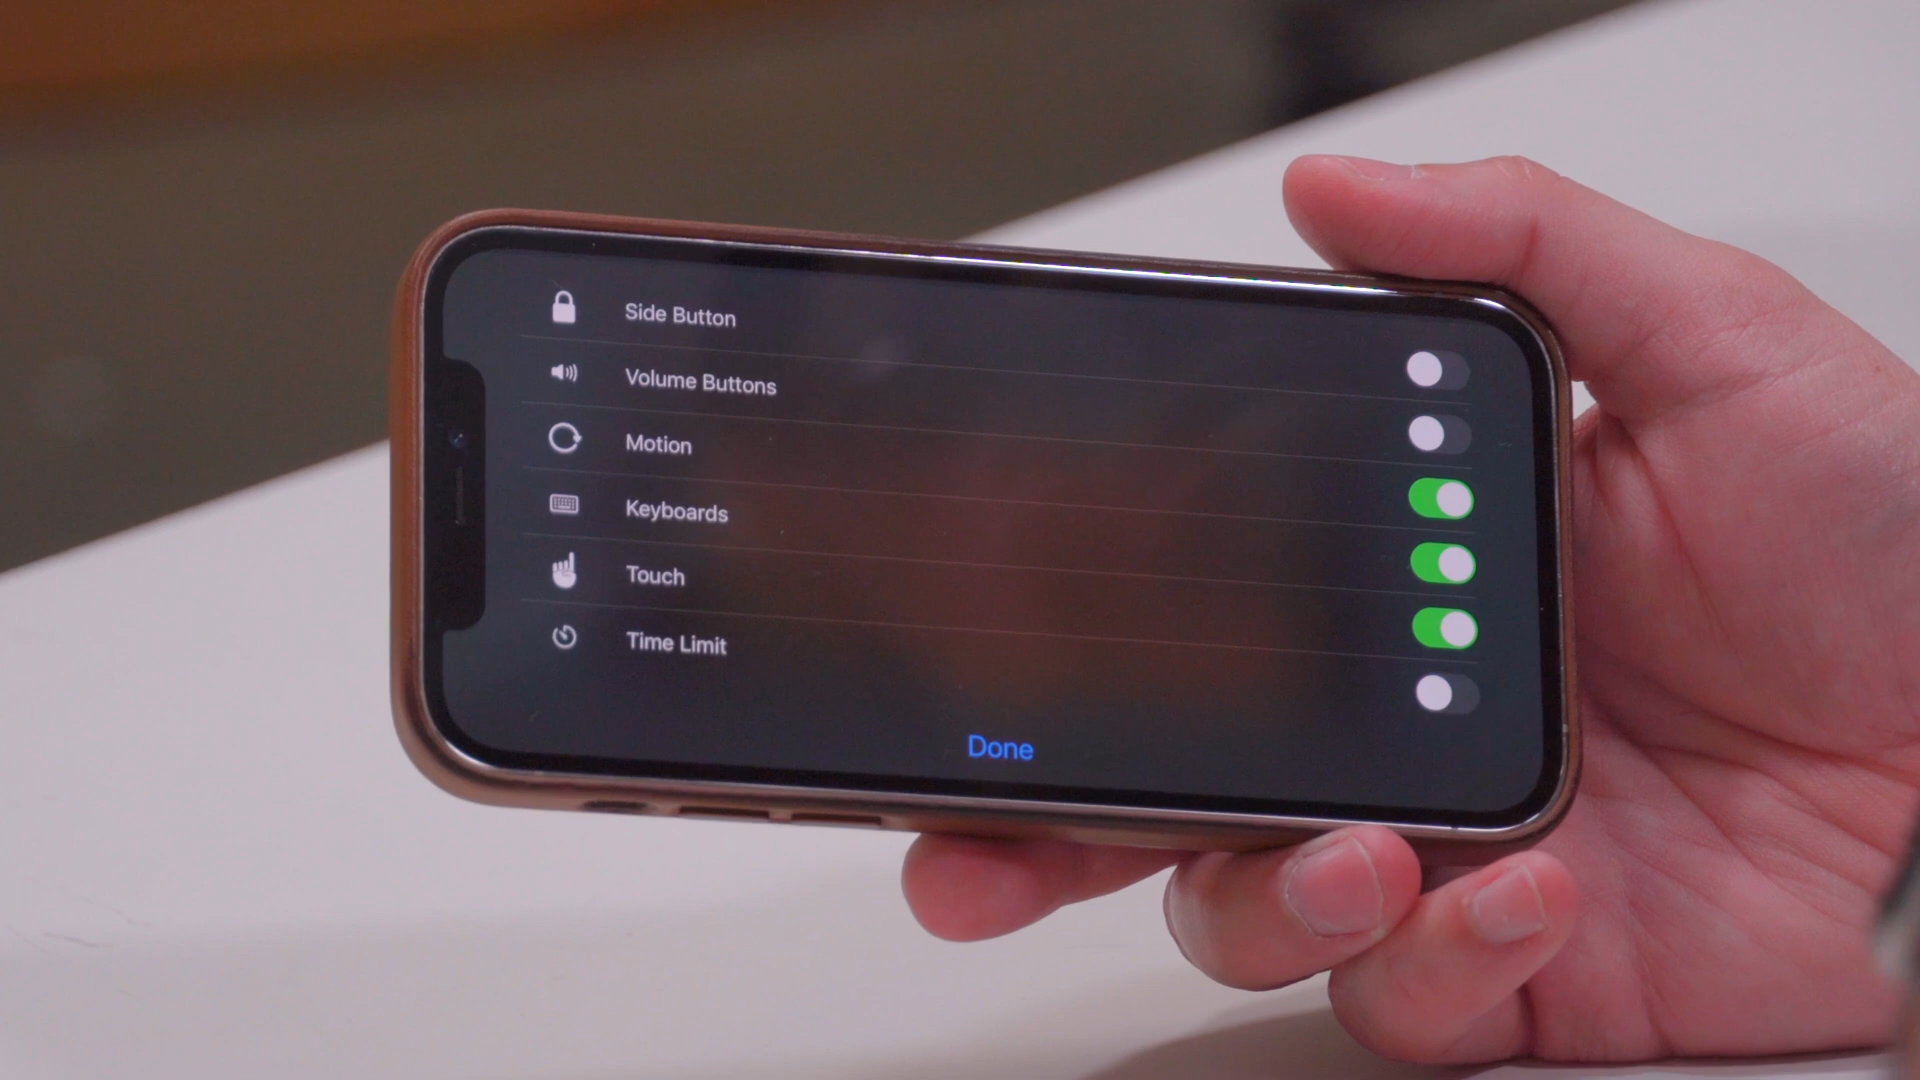 Side Button
Volume Buttons
Motion
Keyboards
Touch
Time Limit
Done